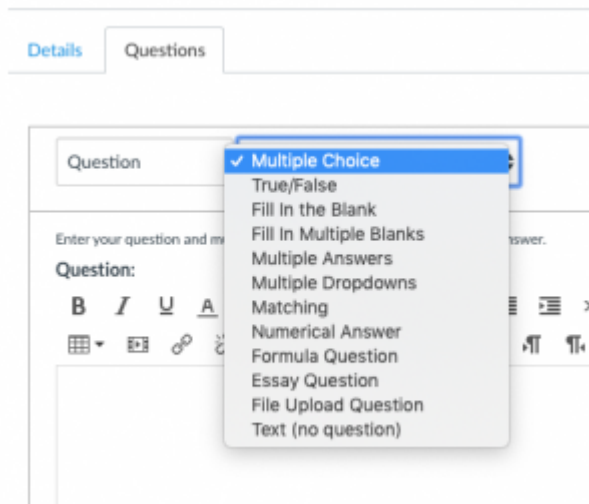 Details Questions
Question
✓ Multiple Choice
True/False
Fill In the Blank
Fill In Multiple Blanks
Multiple Answers
Multiple Dropdowns
Matching
Numerical Answer
Formula Question
Essay Question
File Upload Question
Text (no question)
Enter your question and
Question:
B I U A